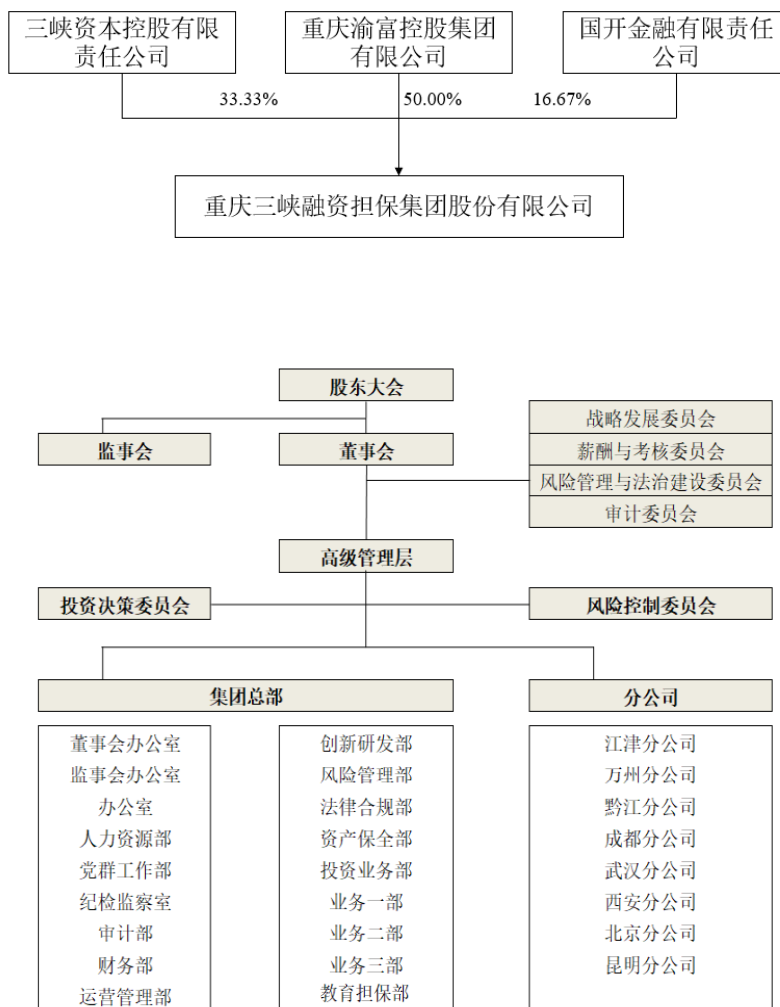 三峡资本控股有限
责任公司
重庆渝富控股集团
有限公司
国开金融有限责任
公司
33.33%
50.00%
16.67%
重庆三峡融资担保集团股份有限公司
股东大会
监事会
董事会
战略发展委员会
薪酬与考核委员会
风险管理与法治建设委员会
审计委员会
高级管理层
投资决策委员会
风险控制委员会
集团总部
分公司
董事会办公室
监事会办公室
办公室
人力资源部
党群工作部
纪检监察室
审计部
财务部
运营管理部
创新研发部
风险管理部
法律合规部
资产保全部
投资业务部
业务一部
业务二部
业务三部
教育担保部
江津分公司
万州分公司
黔江分公司
成都分公司
武汉分公司
西安分公司
北京分公司
昆明分公司